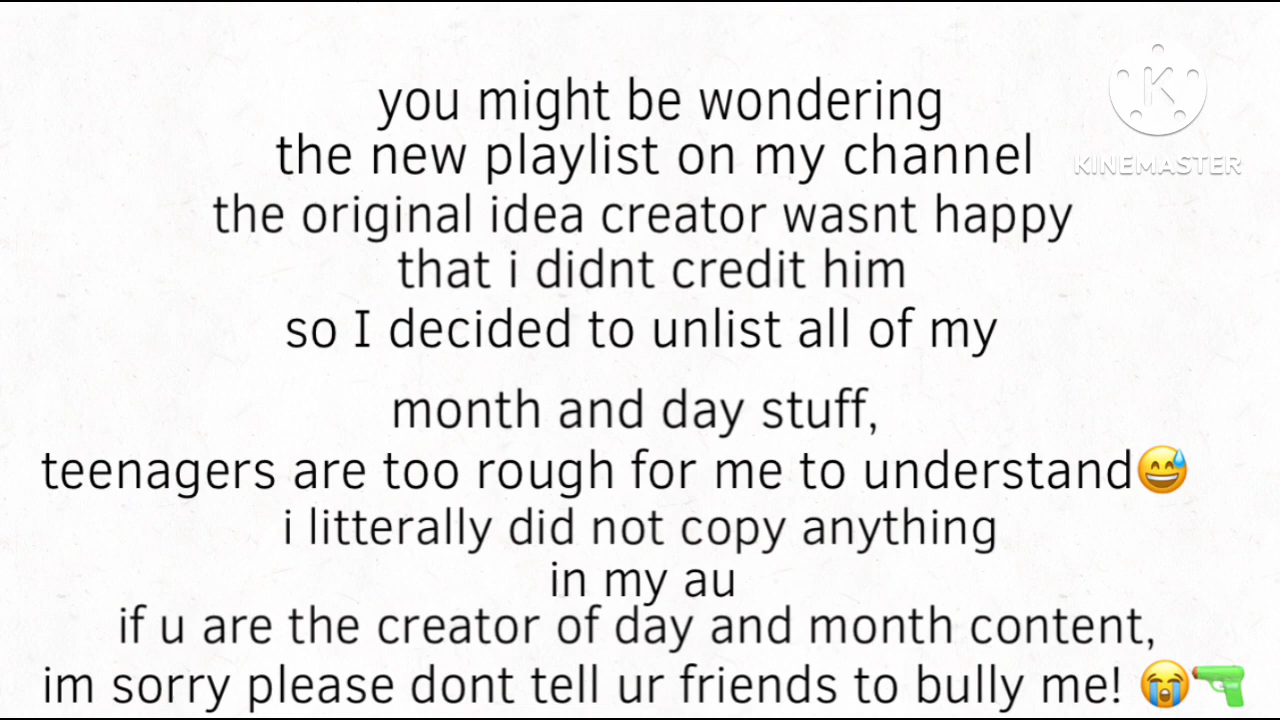 you might be wondering
the new playlist on my channel
the original idea creator wasnt happy
that i didnt credit him
so I decided to unlist all of my
month and day stuff,
teenagers are too rough for me to understand😅
i litterally did not copy anything
in my au
if u are the creator of day and month content,
im sorry please dont tell ur friends to bully me! 😭🔫
K
KINEMASTER